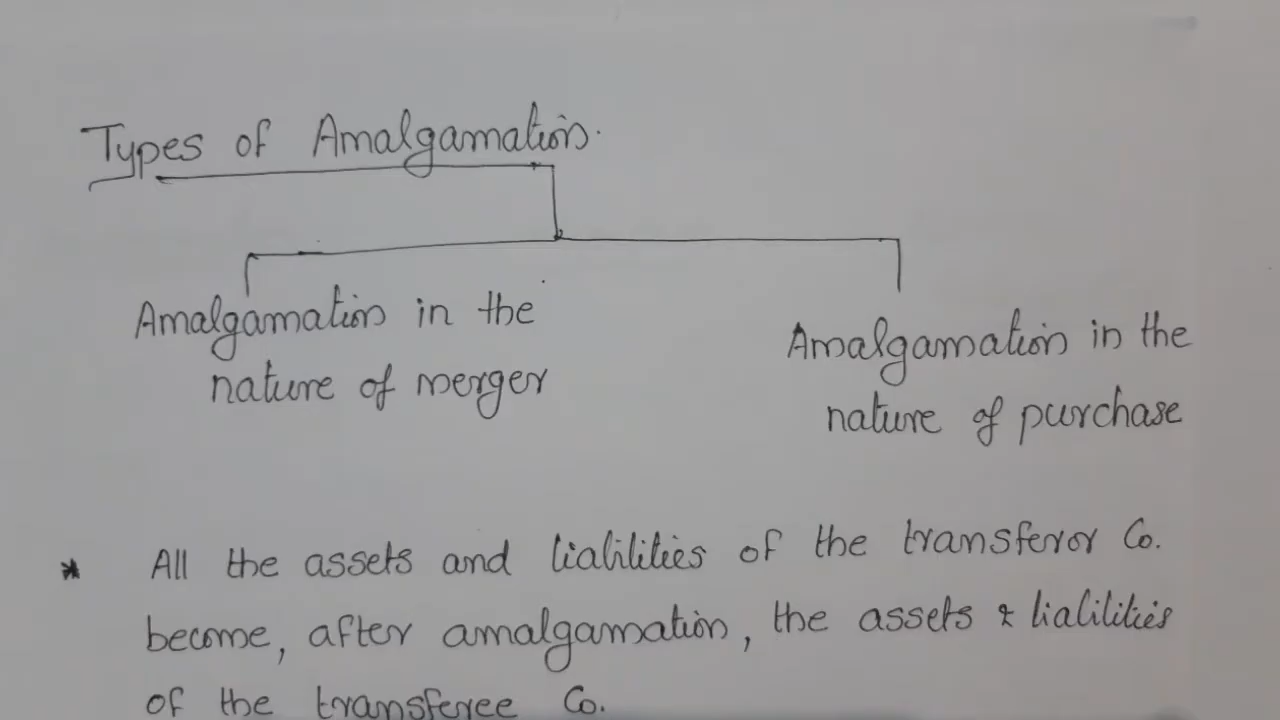 Types of Amalgamation.
Amalgamation in the
nature of merger
Amalgamation in the
nature of purchase
* All the assets and liabilities of the transferor Co.
become, after amalgamation, the assets & liabilities
of the transferee Co.